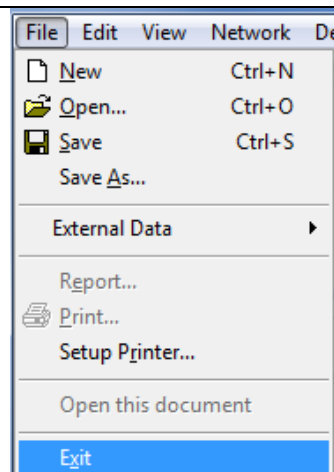 File Edit View Network De
New Ctrl+N
Open... Ctrl+O
Save Ctrl+S
Save As...
External Data
Report...
Print...
Setup Printer...
Open this document
Exit